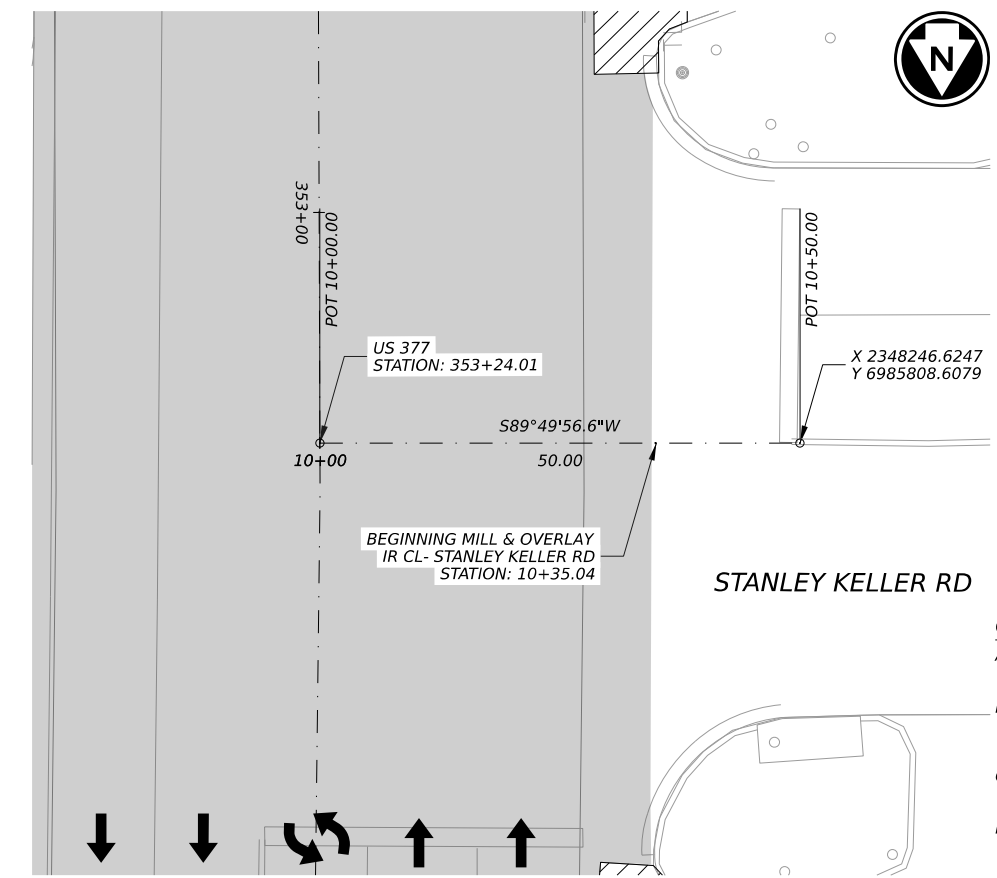 N
353+00
POT 10+00.00
POT 10+50.00
US 377
STATION: 353+24.01
X 2348246.6247
Y 6985808.6079
S89°49'56.6"W
10+00
50.00
BEGINNING MILL & OVERLAY
IR CL- STANLEY KELLER RD
STATION: 10+35.04
STANLEY KELLER RD